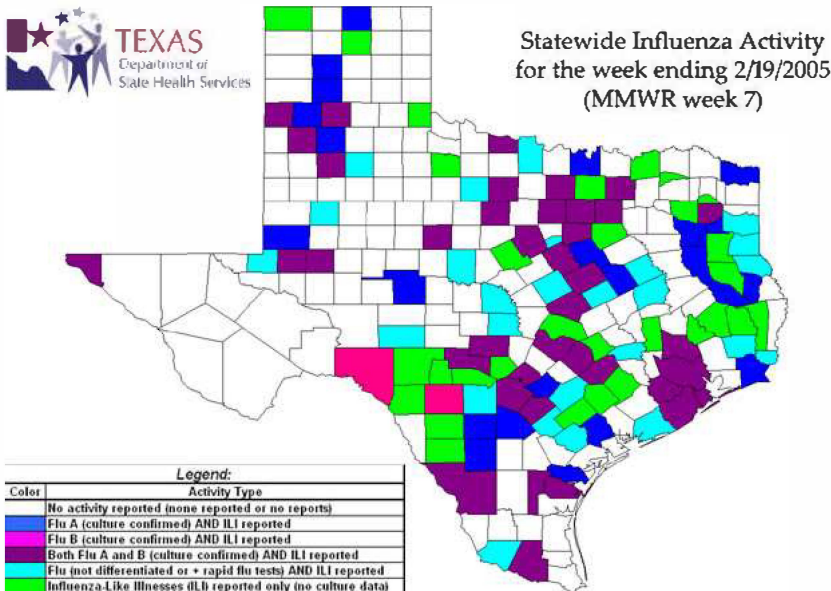 TEXAS
Department of
State Health Services
Statewide Influenza Activity
for the week ending 2/19/2005
(MMWR week 7)
Legend:
Color Activity Type
No activity reported (none reported or no reports)
Flu A (culture confirmed) AND ILI reported
Flu B (culture confirmed) AND ILI reported
Both Flu A and B (culture confirmed) AND ILI reported
Flu (not differentiated or + rapid flu tests) AND ILI reported
Influenza-Like Illnesses (ILI) reported only (no culture data)